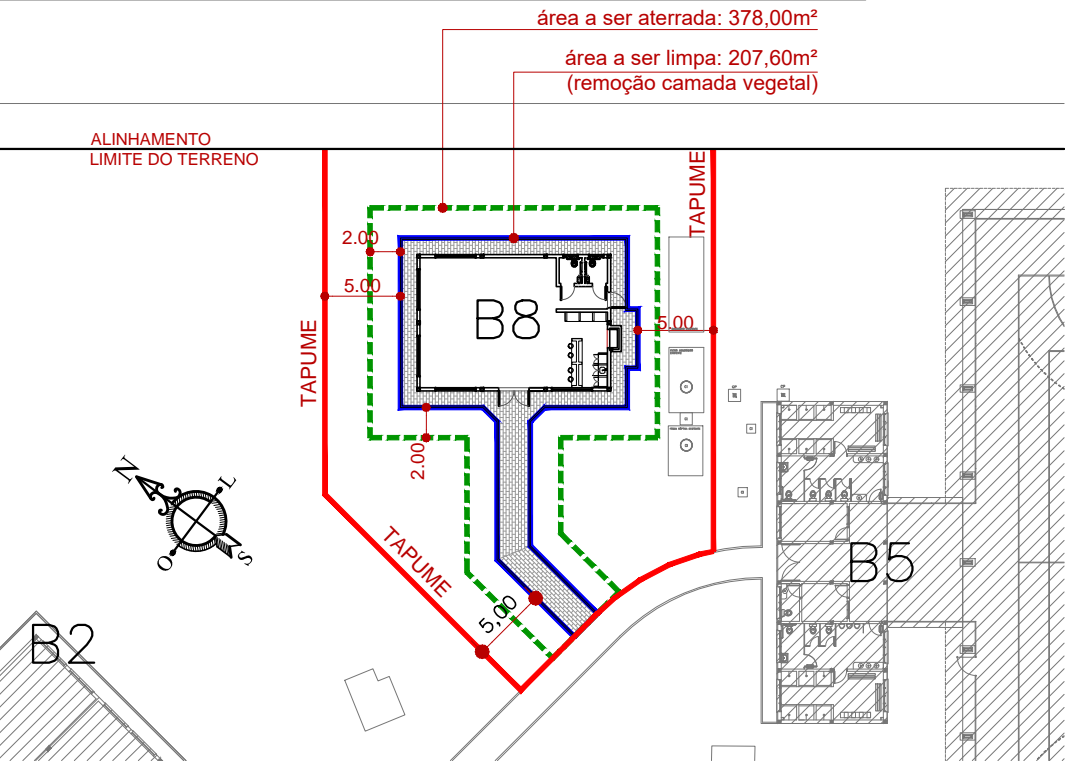 área a ser aterrada: 378,00m²
área a ser limpa: 207,60m²
(remoção camada vegetal)
ALINHAMENTO
LIMITE DO TERRENO
TAPUME
2.00
5.00
B8
5.00
TAPUME
2.00
N
L
O
S
TAPUME
5,00
B5
B2